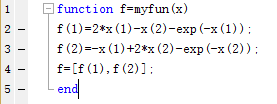 1 function f=myfun(x)
2 - f(1)=2*x(1)-x(2)-exp(-x(1));
3 - f(2)=-x(1)+2*x(2)-exp(-x(2));
4 - f=[f(1),f(2)];
5 - end